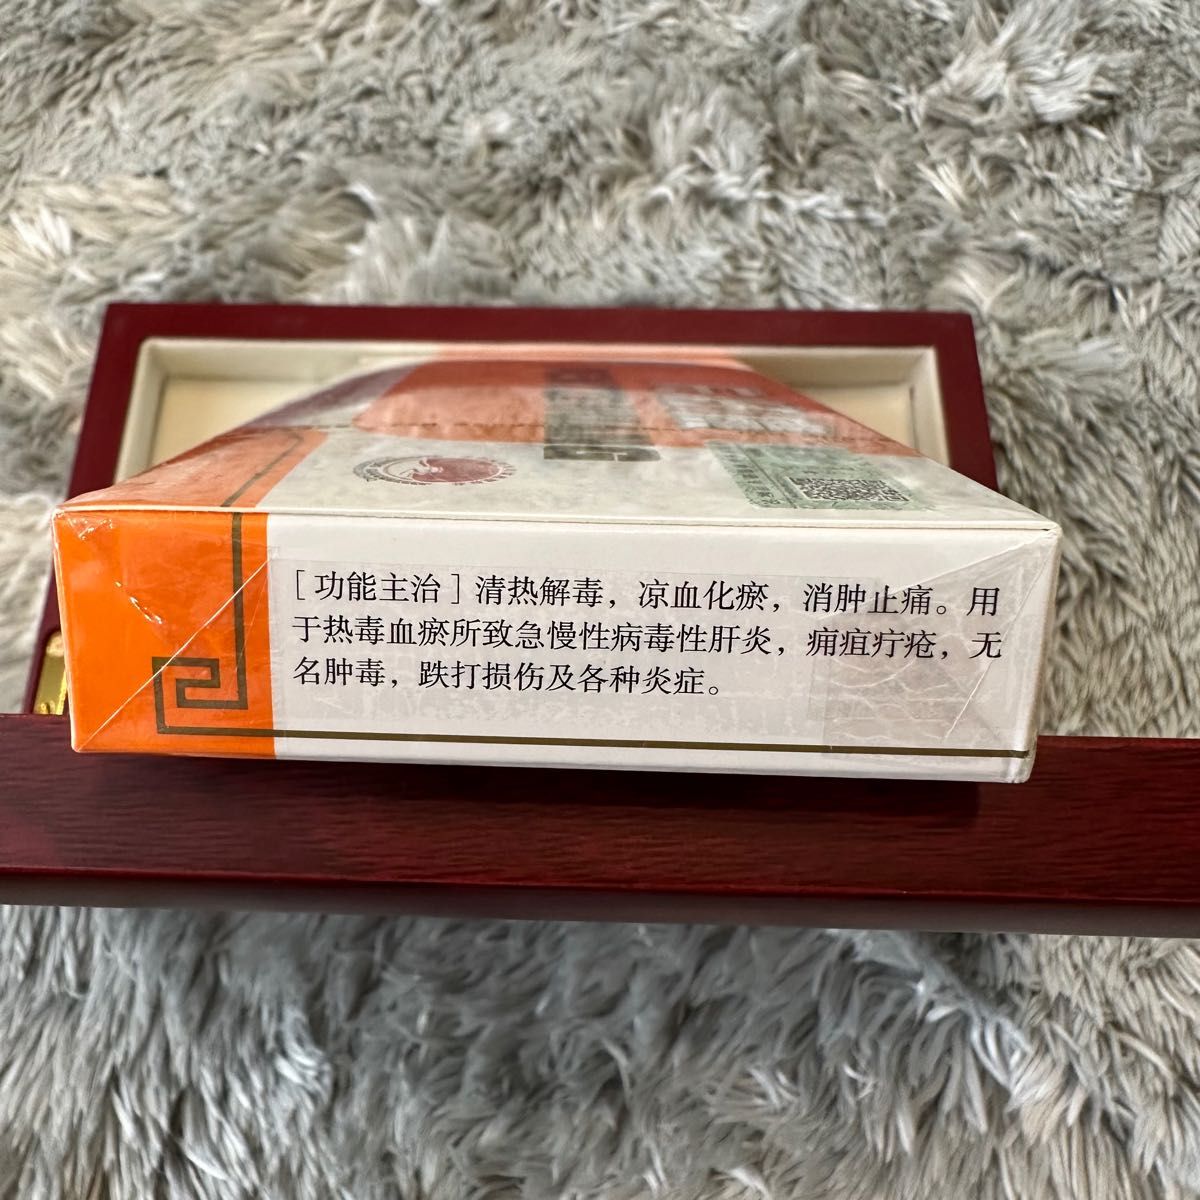 [功能主治]清热解毒，凉血化瘀，消肿止痛。用
于热毒血瘀所致急慢性病毒性肝炎，痈疽疔疮，无
名肿毒，跌打损伤及各种炎症。